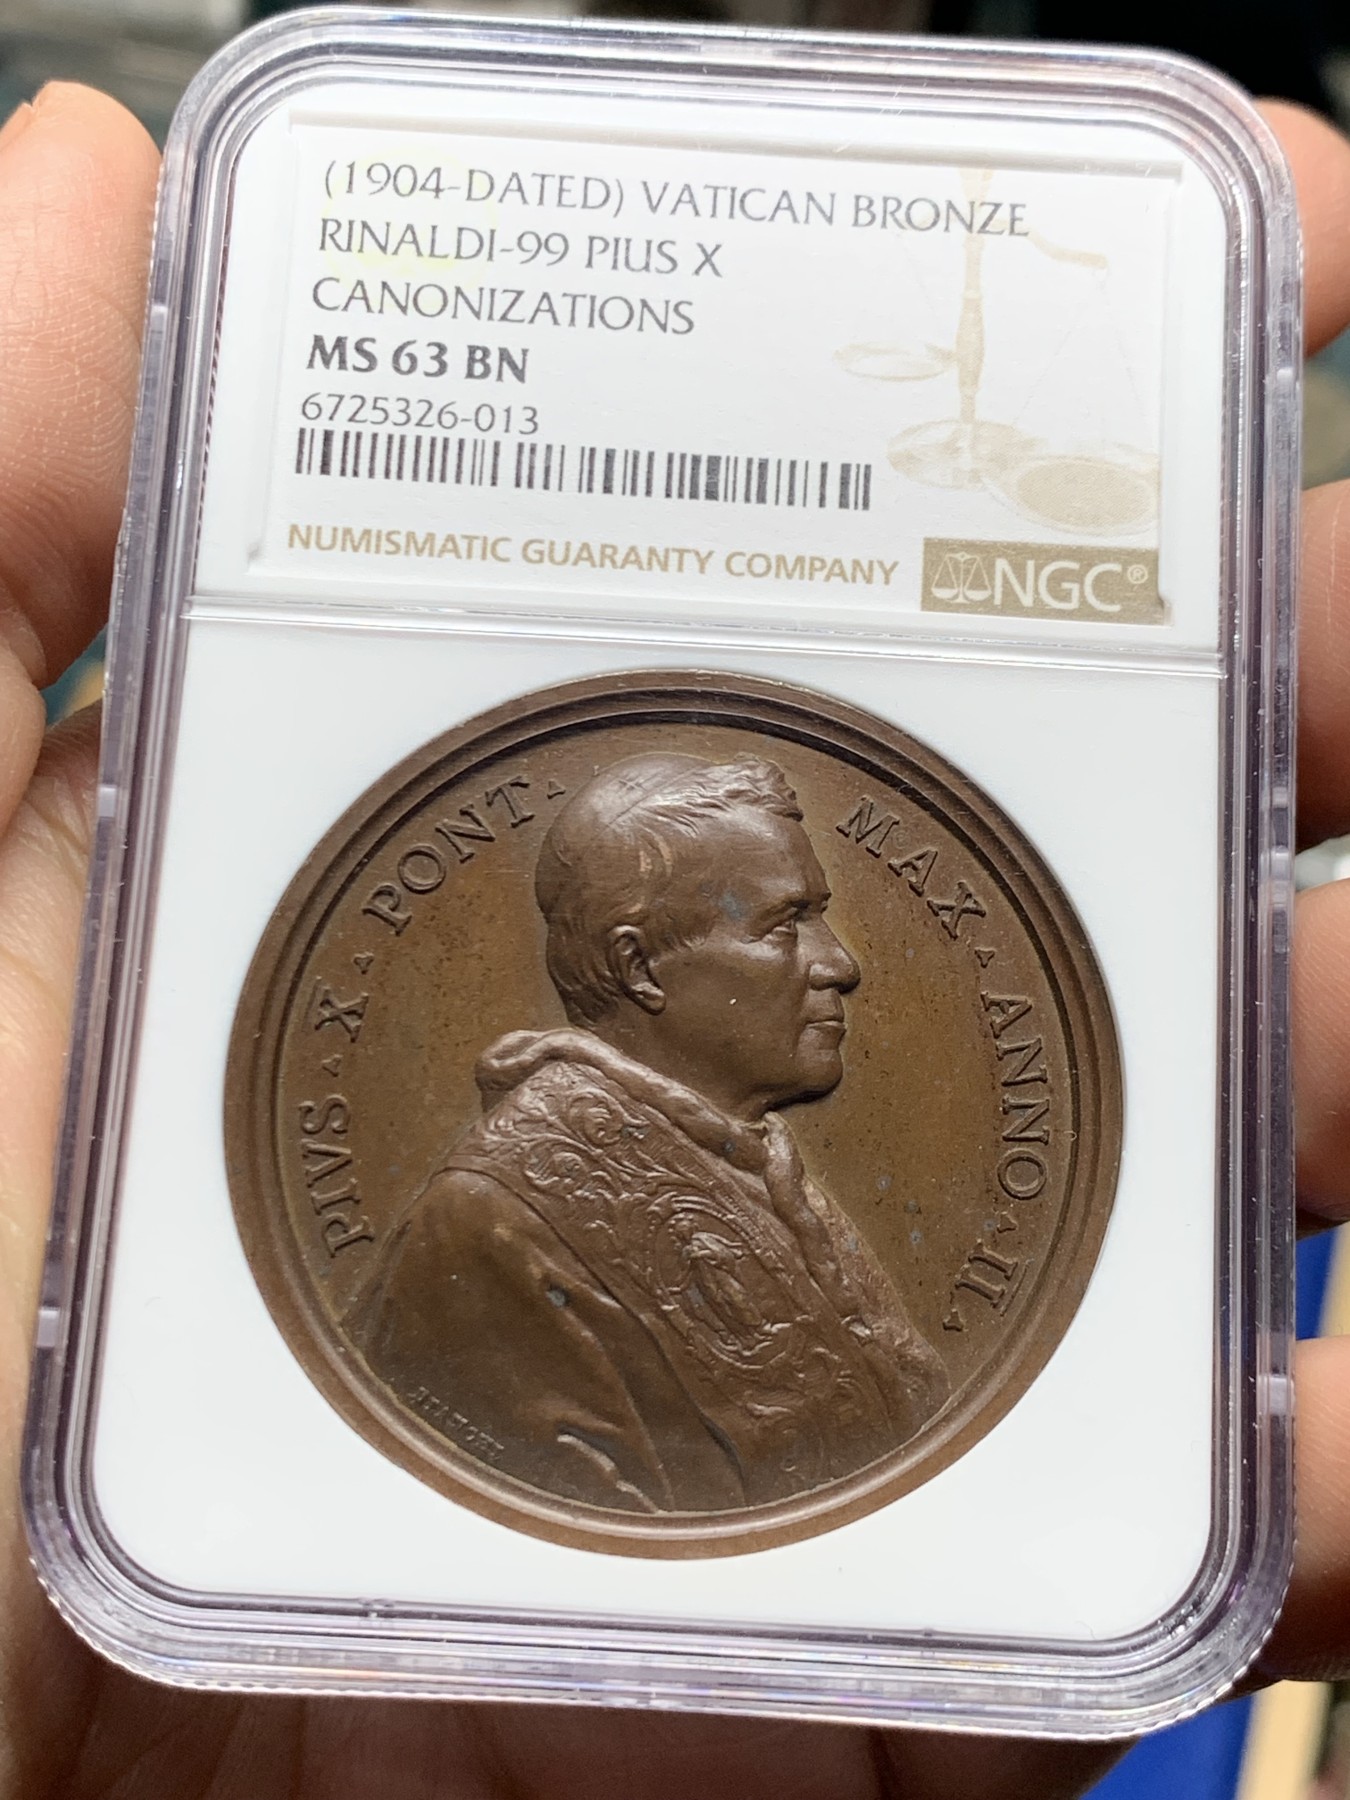 (1904-DATED) VATICAN BRONZE
RINALDI-99 PIUS X
CANONIZATIONS
MS 63 BN
6725326-013
NUMISMATIC GUARANTY COMPANY
NGC®
PIVS · X · PONT · MAX · ANNO · II ·
BIANCHI